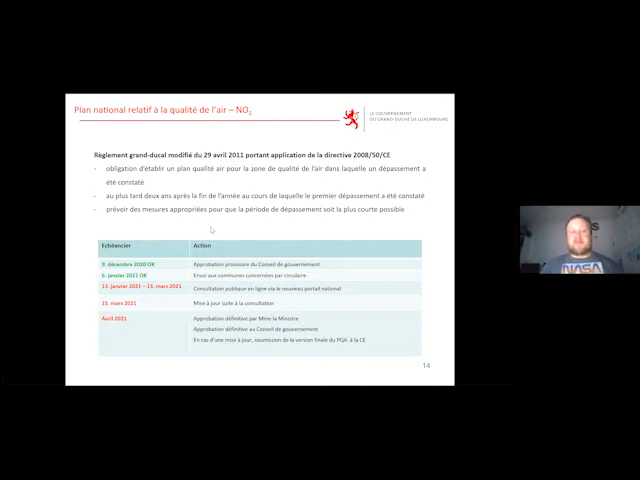 Plan national relatif à la qualité de l'air – NO2
LE GOUVERNEMENT
DU GRAND-DUCHÉ DE LUXEMBOURG
Règlement grand-ducal modifié du 29 avril 2011 portant application de la directive 2008/50/CE
- obligation d'établir un plan qualité air pour la zone de qualité de l'air dans laquelle un dépassement a
été constaté
- au plus tard deux ans après la fin de l'année au cours de laquelle le premier dépassement a été constaté
- prévoir des mesures appropriées pour que la période de dépassement soit la plus courte possible
Echéancier Action
9. décembre 2020 OK Approbation provisoire du Conseil de gouvernement
6. janvier 2021 OK Envoi aux communes concernées par circulaire
13. janvier 2021 – 13. mars 2021 Consultation publique en ligne via le nouveau portail national
15. mars 2021 Mise à jour suite à la consultation
Avril 2021 Approbation définitive par Mme la Ministre
Approbation définitive au Conseil de gouvernement
En cas d'une mise à jour, soumission de la version finale du PQA à la CE
14
NASA